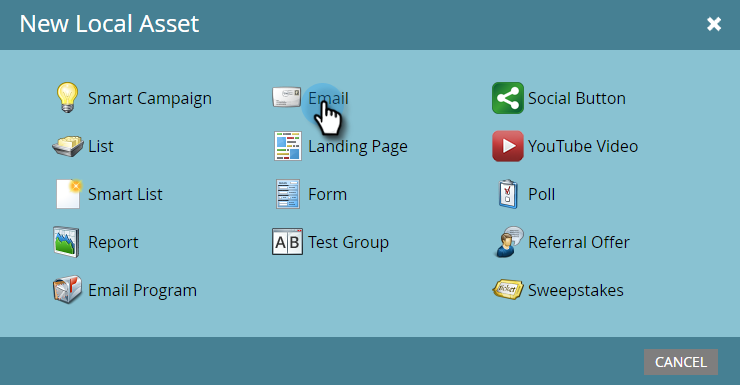 New Local Asset
Smart Campaign
Email
Social Button
List
Landing Page
YouTube Video
Smart List
Form
Poll
Report
AB
Test Group
Referral Offer
Email Program
Ticket
Sweepstakes
CANCEL